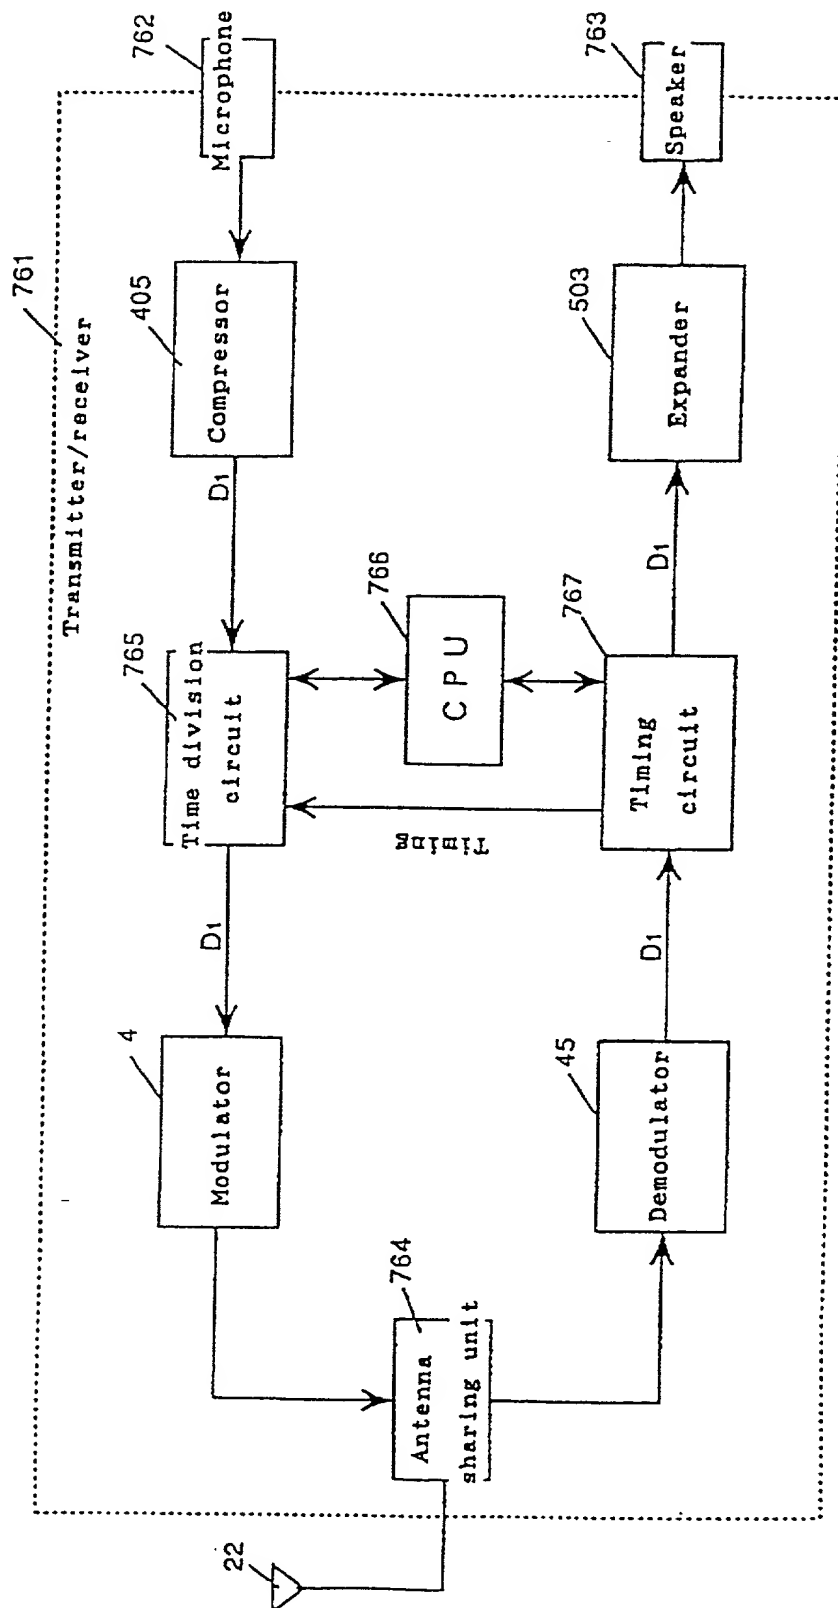 761
Transmitter/receiver
762
Microphone
405
Compressor
D1
765
Time division
circuit
D1
4
Modulator
22
764
Antenna
sharing unit
766
CPU
Timing
763
Speaker
503
Expander
D1
767
Timing
circuit
D1
45
Demodulator